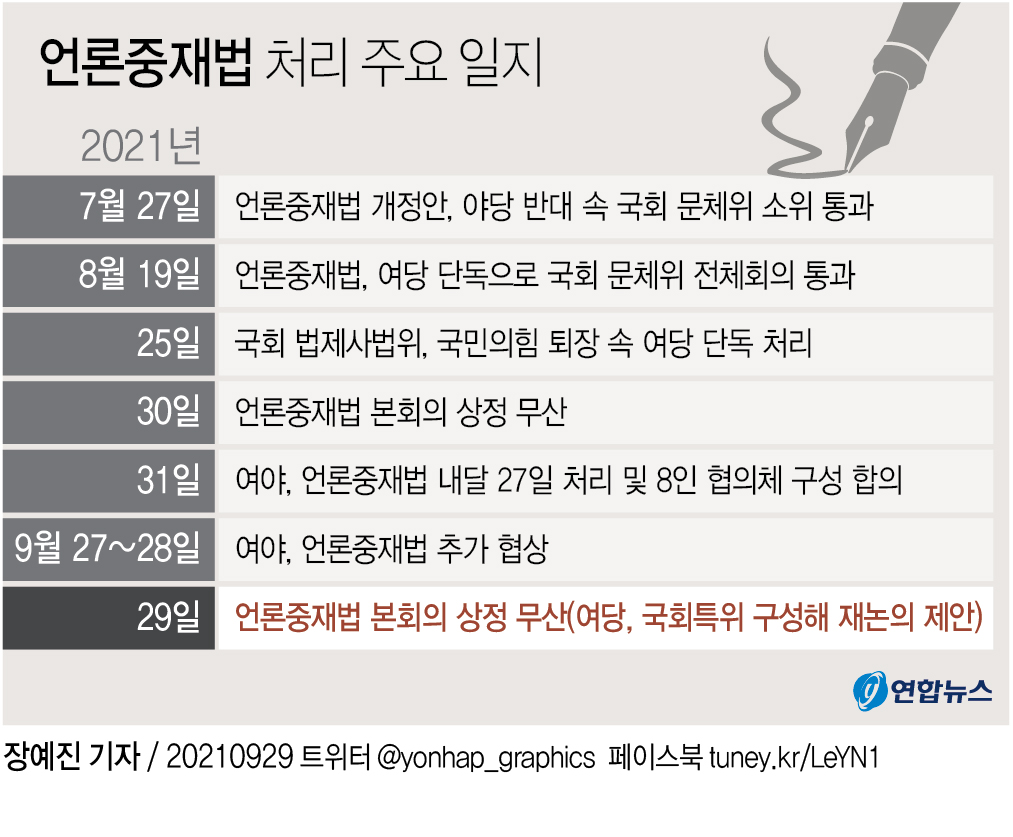 언론중재법 처리 주요 일지
2021년
7월 27일 언론중재법 개정안, 야당 반대 속 국회 문체위 소위 통과
8월 19일 언론중재법, 여당 단독으로 국회 문체위 전체회의 통과
25일 국회 법제사법위, 국민의힘 퇴장 속 여당 단독 처리
30일 언론중재법 본회의 상정 무산
31일 여야, 언론중재법 내달 27일 처리 및 8인 협의체 구성 합의
9월 27~28일 여야, 언론중재법 추가 협상
29일 언론중재법 본회의 상정 무산(여당, 국회특위 구성해 재논의 제안)
연합뉴스
장예진 기자 / 20210929 트위터 @yonhap_graphics 페이스북 tuney.kr/LeYN1